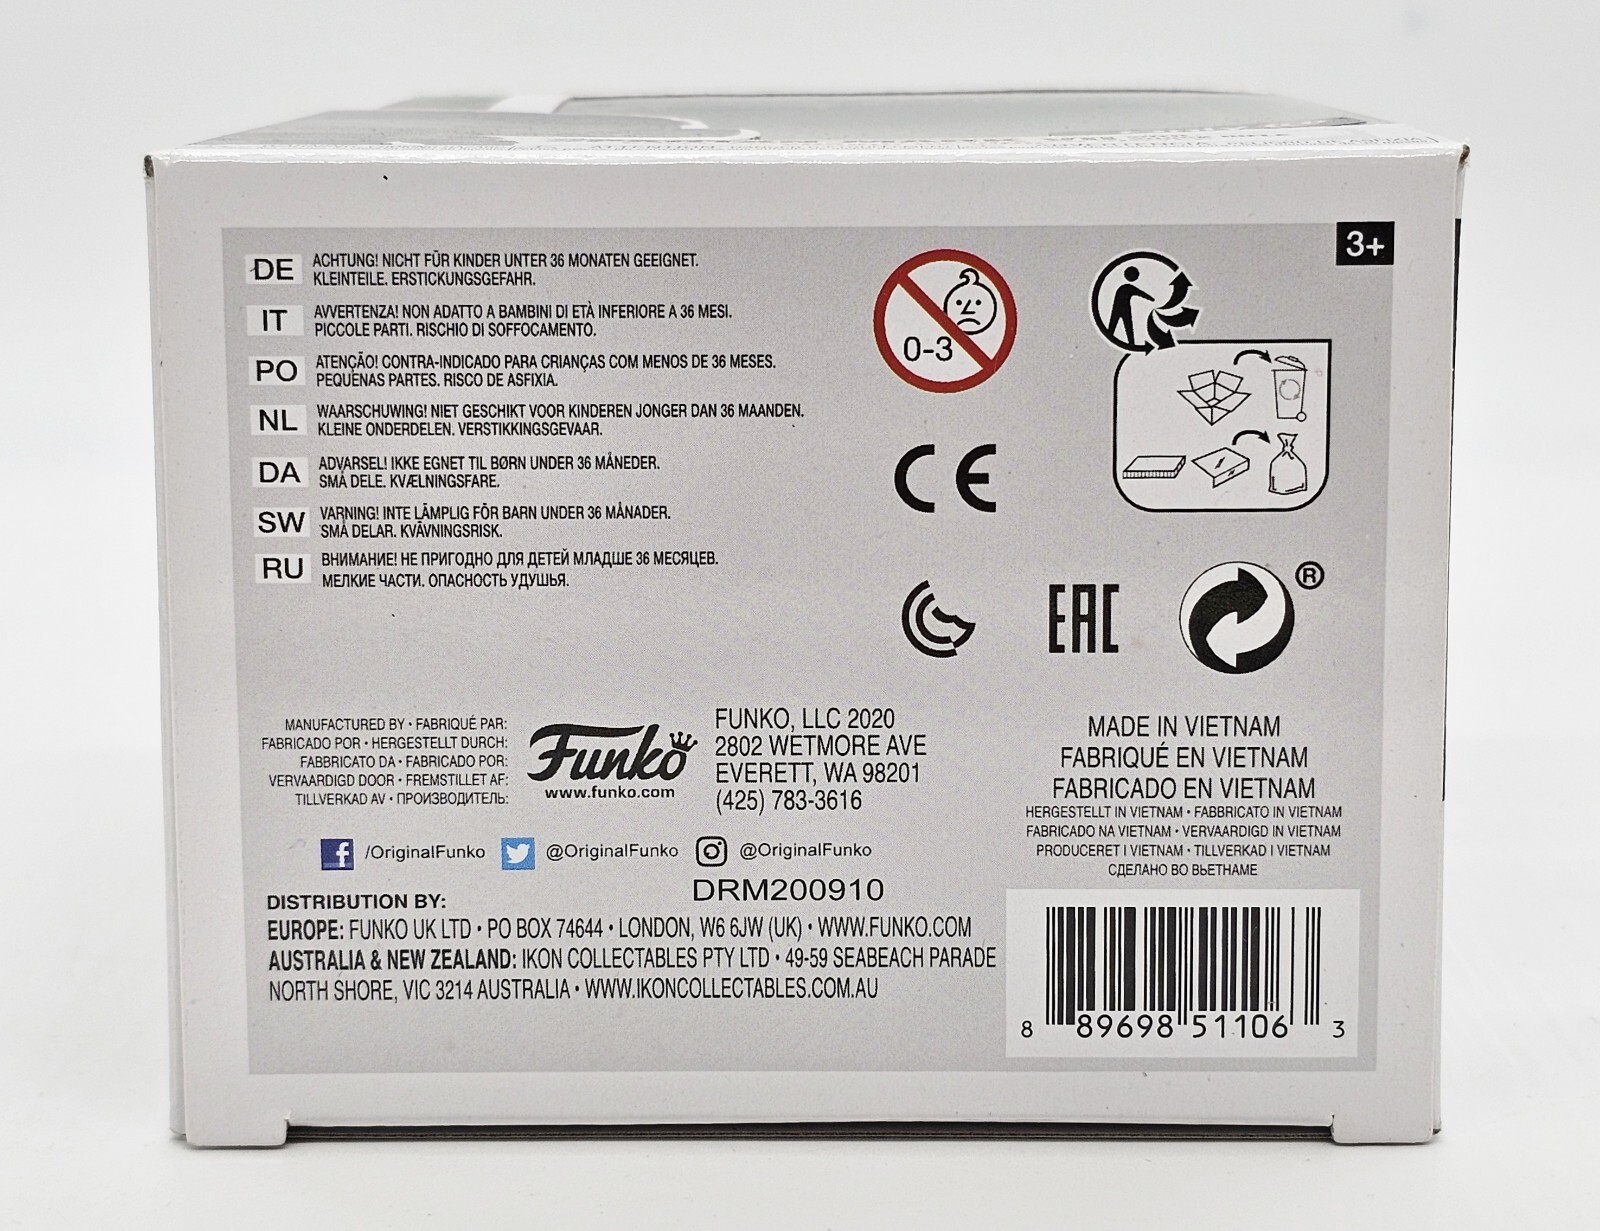 3+
DE
ACHTUNG! NICHT FÜR KINDER UNTER 36 MONATEN GEEIGNET.
KLEINTEILE. ERSTICKUNGSGEFAHR.
IT
AVVERTENZA! NON ADATTO A BAMBINI DI ETÀ INFERIORE A 36 MESI.
PICCOLE PARTI. RISCHIO DI SOFFOCAMENTO.
PO
ATENÇÃO! CONTRA-INDICADO PARA CRIANÇAS COM MENOS DE 36 MESES.
PEQUENAS PARTES. RISCO DE ASFIXIA.
NL
WAARSCHUWING! NIET GESCHIKT VOOR KINDEREN JONGER DAN 36 MAANDEN.
KLEINE ONDERDELEN. VERSTIKKINGSGEVAAR.
DA
ADVARSEL! IKKE EGNET TIL BØRN UNDER 36 MÅNEDER.
SMÅ DELE. KVÆLNINGSFARE.
SW
VARNING! INTE LÄMPLIG FÖR BARN UNDER 36 MÅNADER.
SMÅ DELAR. KVÄVNINGSRISK.
RU
ВНИМАНИЕ! НЕ ПРИГОДНО ДЛЯ ДЕТЕЙ МЛАДШЕ 36 МЕСЯЦЕВ.
МЕЛКИЕ ЧАСТИ. ОПАСНОСТЬ УДУШЬЯ.
0-3
CE
EAC
®
MANUFACTURED BY • FABRIQUÉ PAR:
FABRICADO POR • HERGESTELLT DURCH:
FABBRICATO DA • FABRICADO POR:
VERVAARDIGD DOOR • FREMSTILLET AF:
TILLVERKAD AV • ПРОИЗВОДИТЕЛЬ:
Funko
www.funko.com
FUNKO, LLC 2020
2802 WETMORE AVE
EVERETT, WA 98201
(425) 783-3616
MADE IN VIETNAM
FABRIQUÉ EN VIETNAM
FABRICADO EN VIETNAM
HERGESTELLT IN VIETNAM • FABBRICATO IN VIETNAM
FABRICADO NA VIETNAM • VERVAARDIGD IN VIETNAM
PRODUCERET I VIETNAM • TILLVERKAD I VIETNAM
СДЕЛАНО ВО ВЬЕТНАМЕ
f /OriginalFunko @OriginalFunko @OriginalFunko
DRM200910
DISTRIBUTION BY:
EUROPE: FUNKO UK LTD • PO BOX 74644 • LONDON, W6 6JW (UK) • WWW.FUNKO.COM
AUSTRALIA & NEW ZEALAND: IKON COLLECTABLES PTY LTD • 49-59 SEABEACH PARADE
NORTH SHORE, VIC 3214 AUSTRALIA • WWW.IKONCOLLECTABLES.COM.AU
8 89698 51106 3